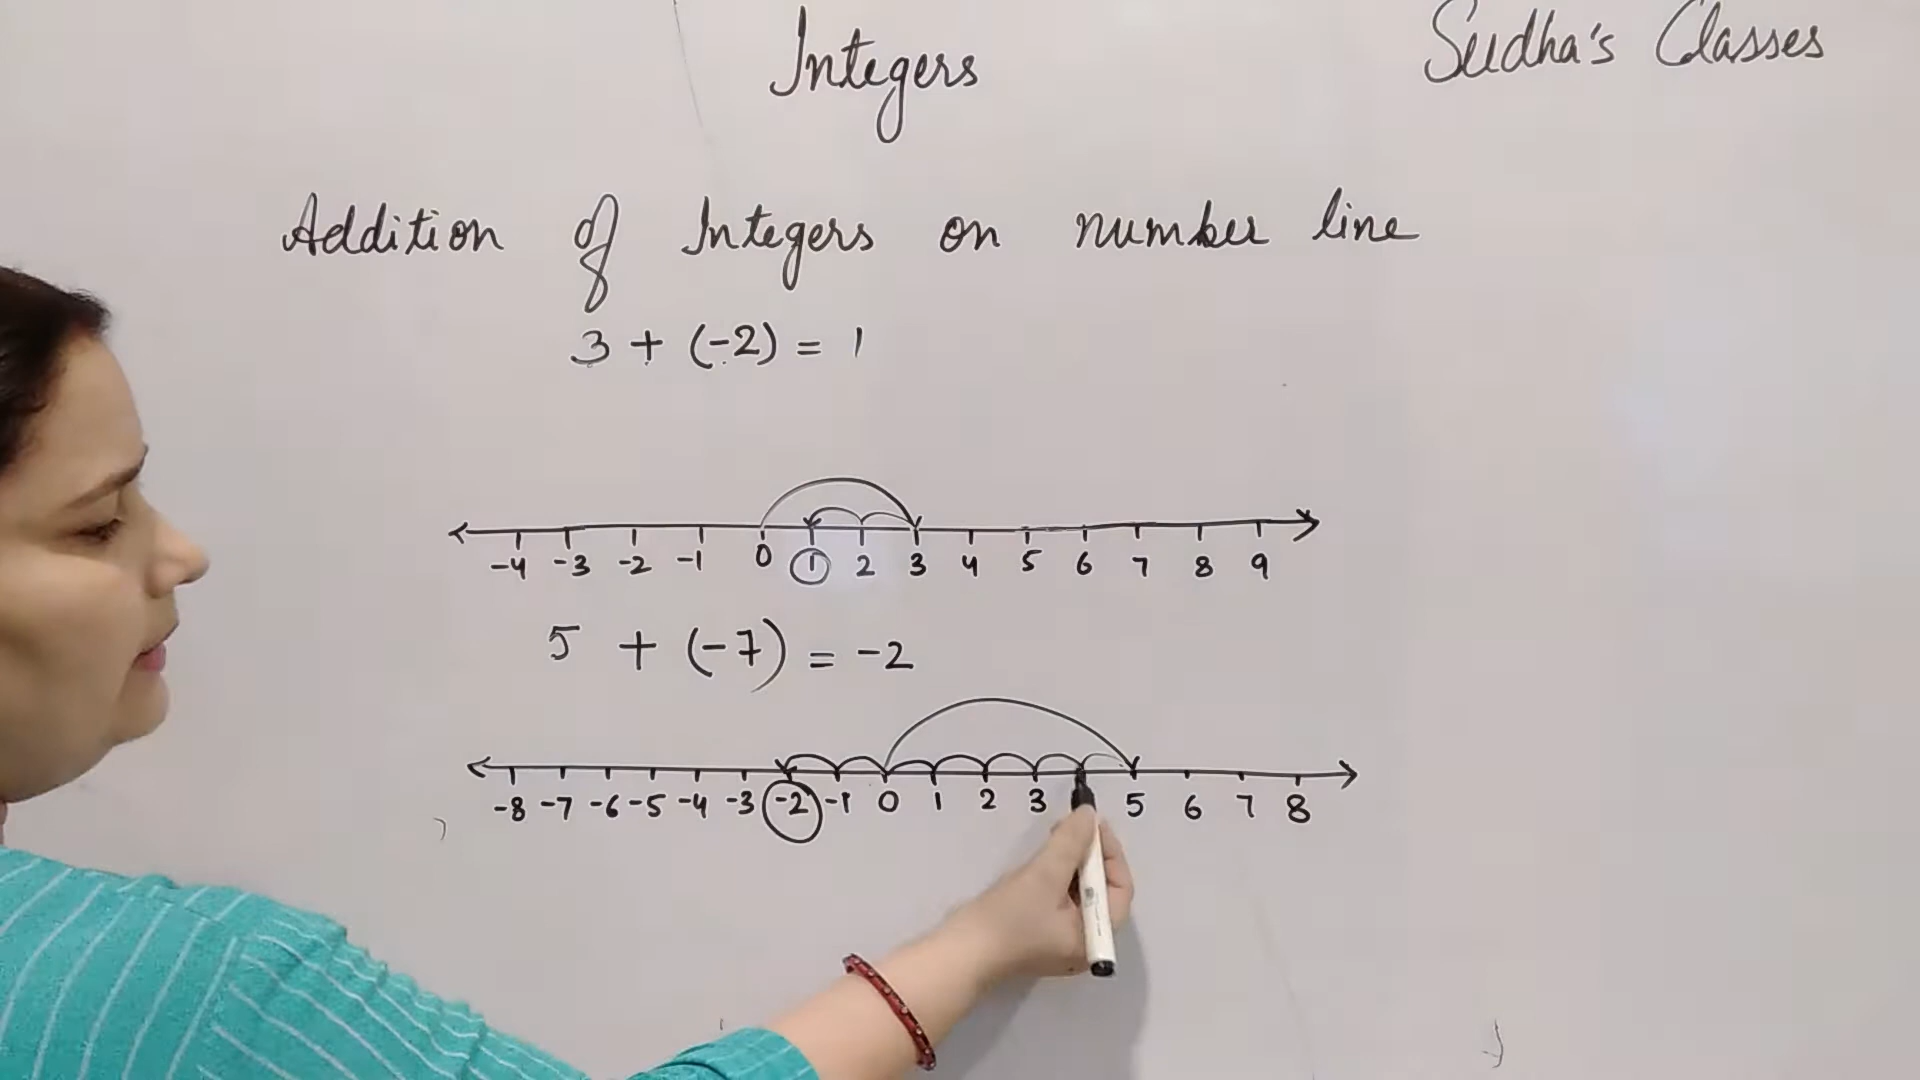 Integers
Sudha's Classes
Addition of Integers on number line
3 + (-2) = 1
-4 -3 -2 -1 0 1 2 3 4 5 6 7 8 9
5 + (-7) = -2
-8 -7 -6 -5 -4 -3 -2 -1 0 1 2 3 5 6 7 8